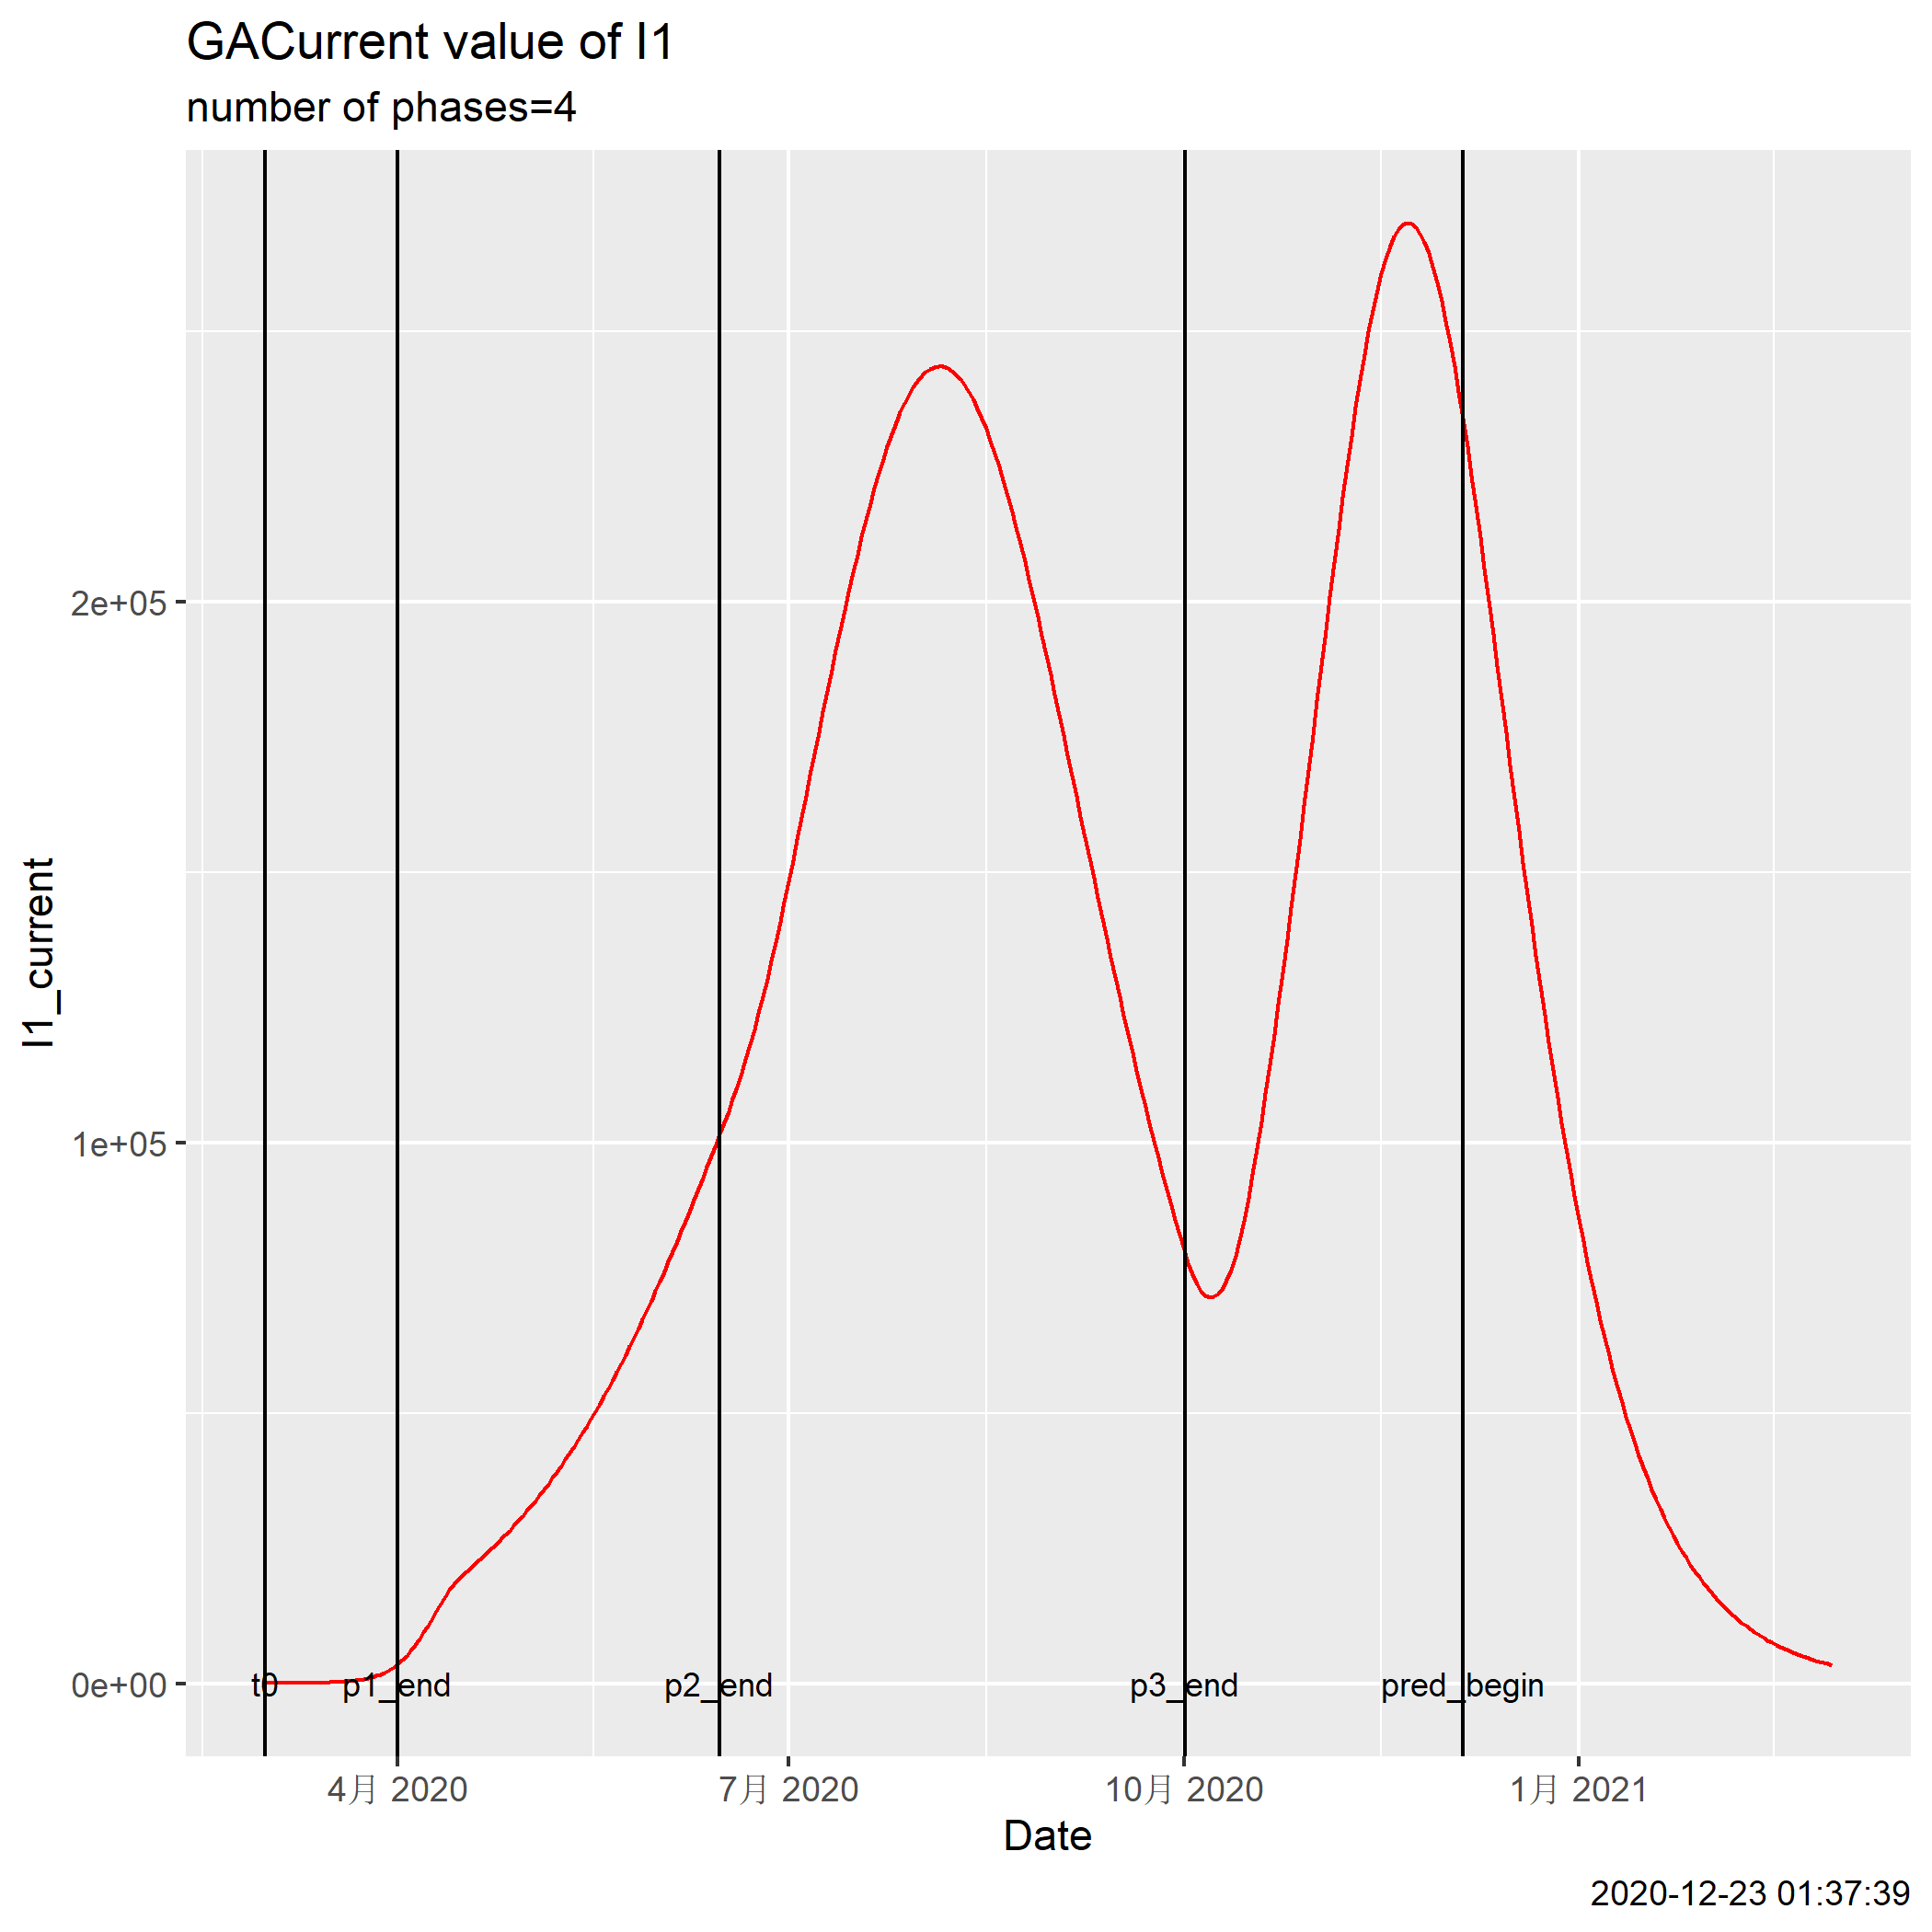 GACurrent value of I1
number of phases=4
I1_current
2e+05
1e+05
0e+00
t0
p1_end
p2_end
p3_end
pred_begin
4月 2020
7月 2020
10月 2020
1月 2021
Date
2020-12-23 01:37:39